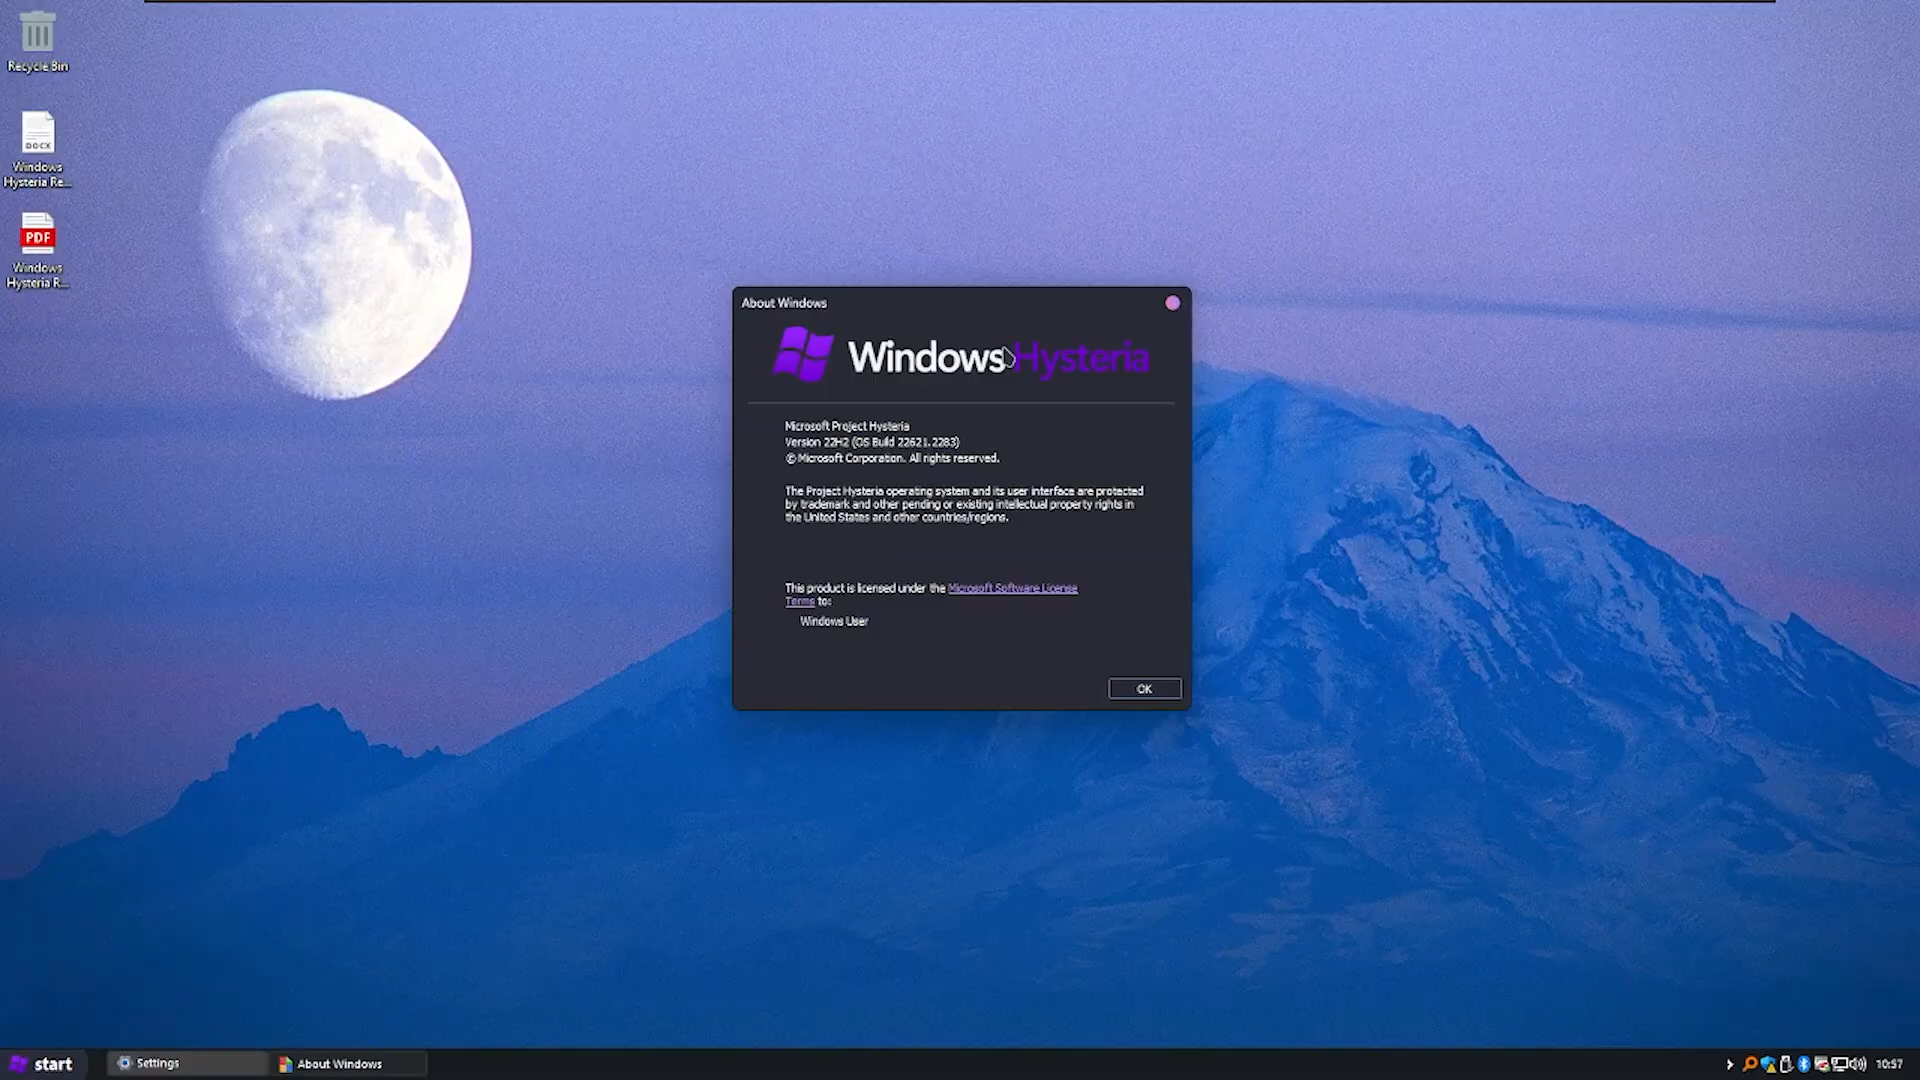 Recycle Bin
DOCX
Windows
Hysteria Re...
PDF
Windows
Hysteria R...
About Windows
Windows Hysteria
Microsoft Project Hysteria
Version 22H2 (OS Build 22621.2283)
© Microsoft Corporation. All rights reserved.
The Project Hysteria operating system and its user interface are protected
by trademark and other pending or existing intellectual property rights in
the United States and other countries/regions.
This product is licensed under the Microsoft Software License
Terms to:
Windows User
OK
start
Settings
About Windows
10:57